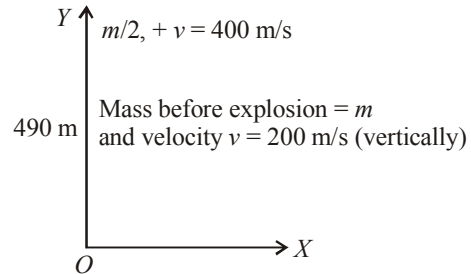 Y
m/2, + v = 400 m/s
Mass before explosion = m
490 m
and velocity v = 200 m/s (vertically)
X
O